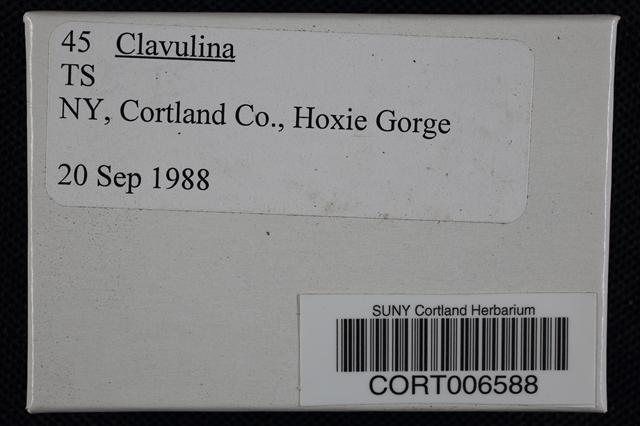 45 Clavulina
TS
NY, Cortland Co., Hoxie Gorge
20 Sep 1988
SUNY Cortland Herbarium
CORT006588